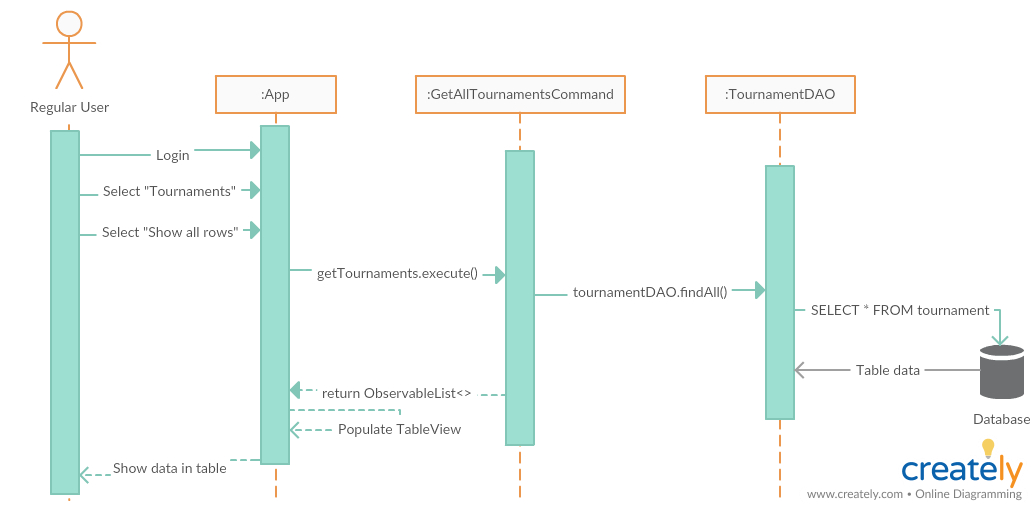 Regular User
:App
:GetAllTournamentsCommand
:TournamentDAO
Login
Select "Tournaments"
Select "Show all rows"
getTournaments.execute()
tournamentDAO.findAll()
SELECT * FROM tournament
Table data
return ObservableList<>
Database
Populate TableView
Show data in table
creately
www.creately.com • Online Diagramming